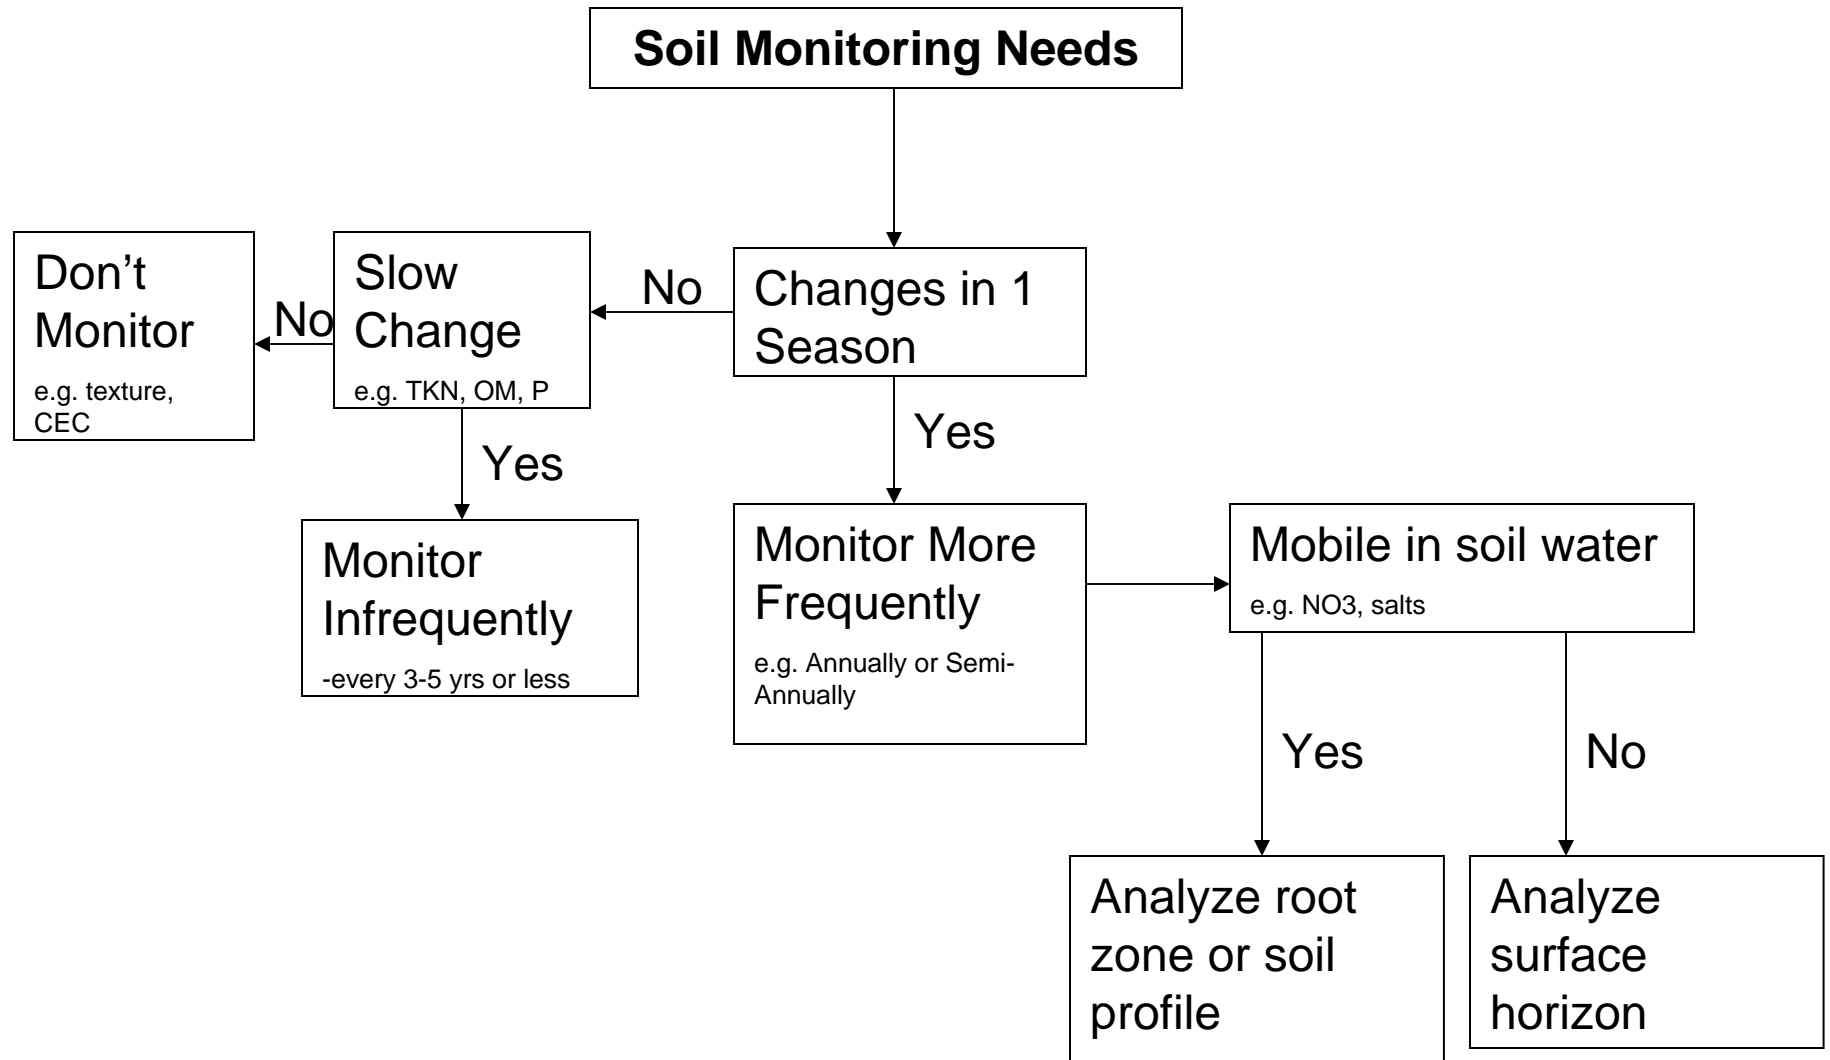 Soil Monitoring Needs
Don't
Monitor
e.g. texture,
CEC
No
Slow
Change
e.g. TKN, OM, P
No
Changes in 1
Season
Yes
Yes
Monitor
Infrequently
-every 3-5 yrs or less
Monitor More
Frequently
e.g. Annually or Semi-
Annually
Mobile in soil water
e.g. NO3, salts
Yes
No
Analyze root
zone or soil
profile
Analyze
surface
horizon